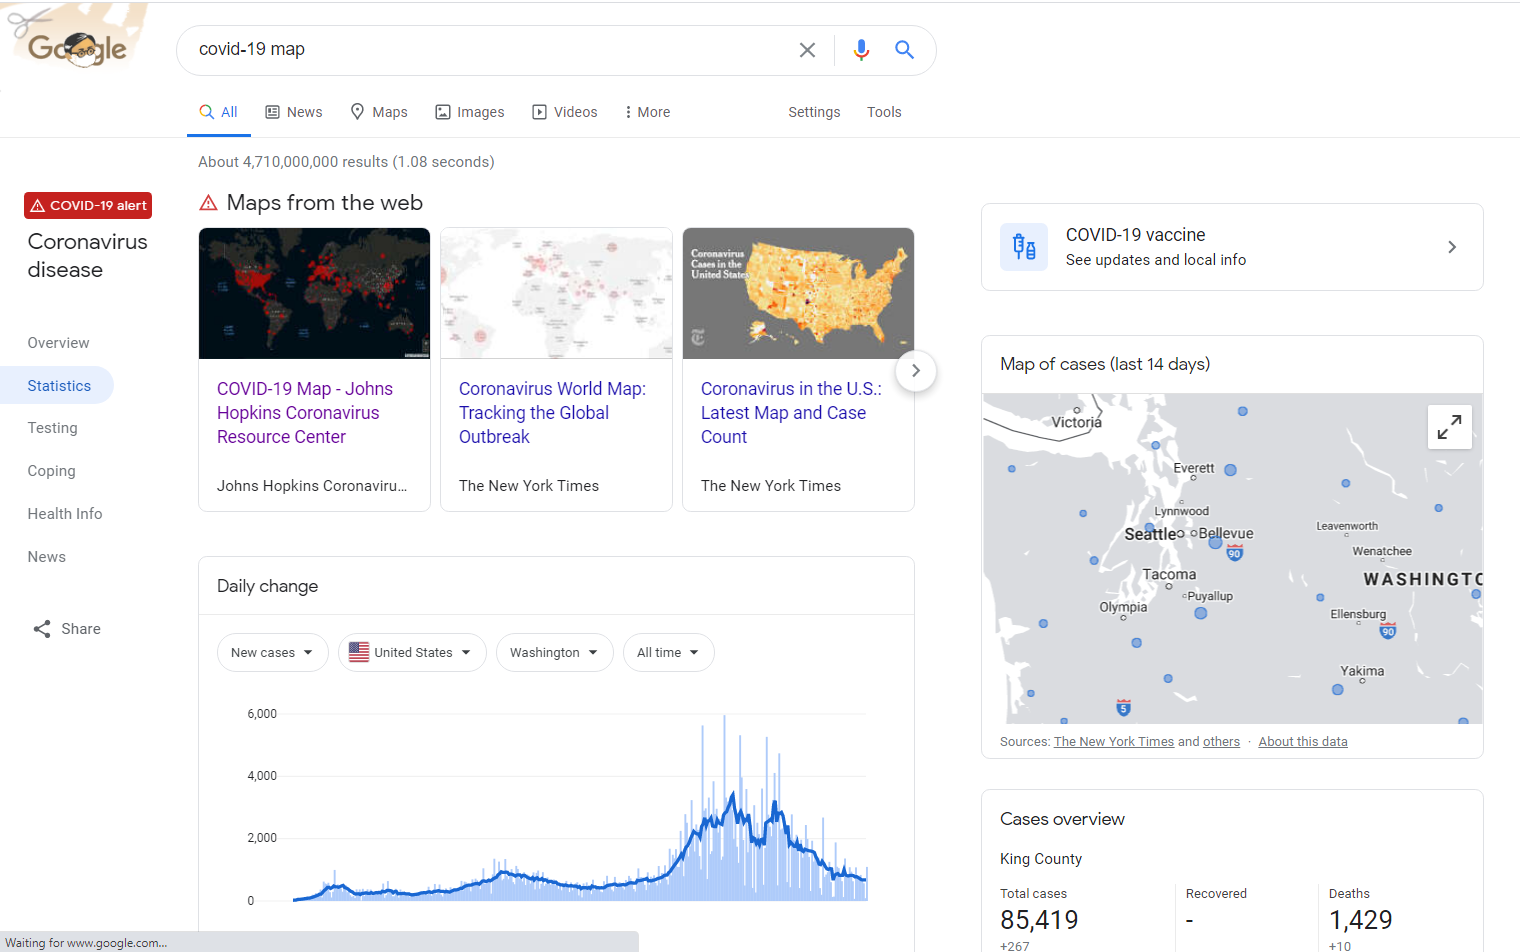 Google
covid-19 map
All
News
Maps
Images
Videos
More
Settings
Tools
About 4,710,000,000 results (1.08 seconds)
COVID-19 alert
Coronavirus
disease
Overview
Statistics
Testing
Coping
Health Info
News
Share
Maps from the web
Coronavirus
Cases in the
United States
COVID-19 Map - Johns
Hopkins Coronavirus
Resource Center
Johns Hopkins Coronaviru...
Coronavirus World Map:
Tracking the Global
Outbreak
The New York Times
Coronavirus in the U.S.:
Latest Map and Case
Count
The New York Times
Daily change
New cases
United States
Washington
All time
6,000
4,000
2,000
0
COVID-19 vaccine
See updates and local info
Map of cases (last 14 days)
Victoria
Everett
Lynnwood
Seattle
Bellevue
90
Leavenworth
Wenatchee
WASHINGTO
Tacoma
Puyallup
Olympia
Ellensburg
90
Yakima
5
Sources: The New York Times and others · About this data
Cases overview
King County
Total cases
85,419
+267
Recovered
-
Deaths
1,429
+10
Waiting for www.google.com...